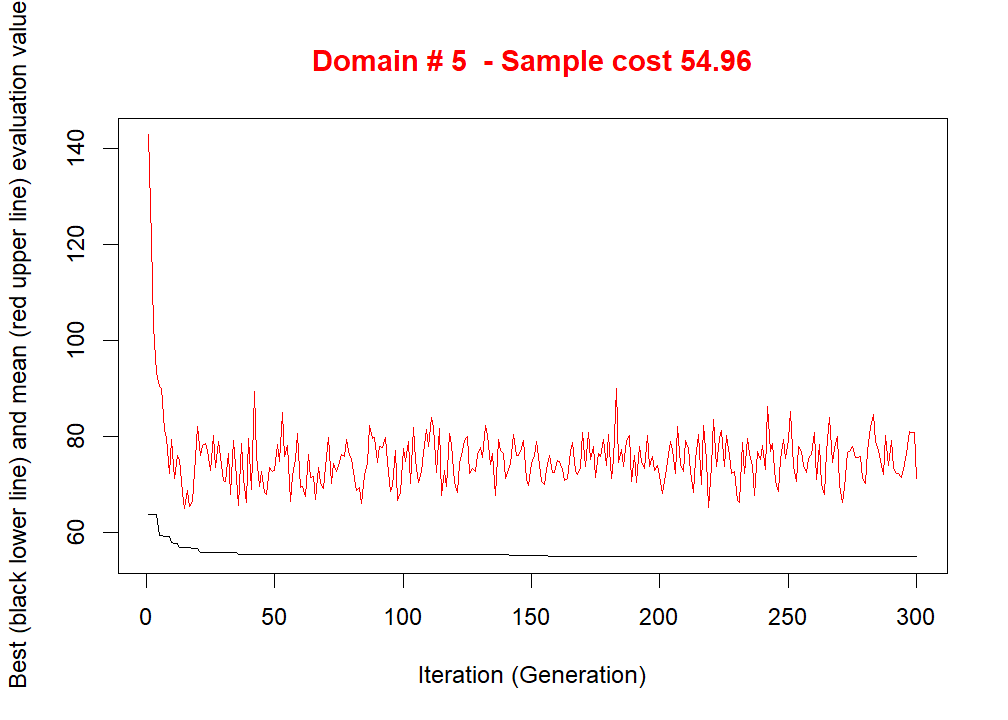 Domain # 5  - Sample cost 54.96
Best (black lower line) and mean (red upper line) evaluation value
140
120
100
80
60
0 50 100 150 200 250 300
Iteration (Generation)